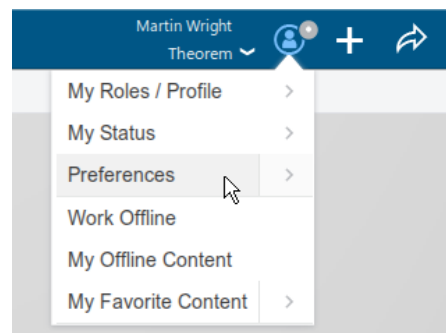 Martin Wright
Theorem
My Roles / Profile
My Status
Preferences
Work Offline
My Offline Content
My Favorite Content